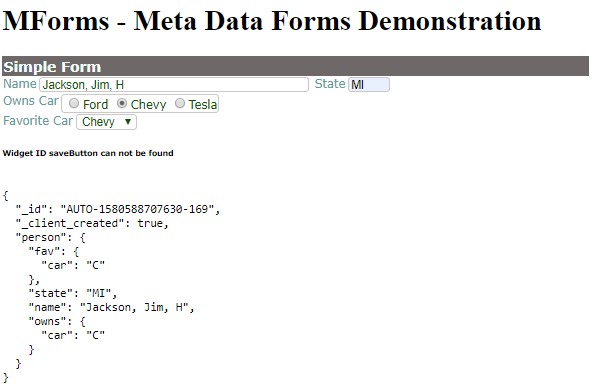 MForms - Meta Data Forms Demonstration
Simple Form
Name Jackson, Jim, H State MI
Owns Car Ford Chevy Tesla
Favorite Car Chevy
Widget ID saveButton can not be found
{
  "_id": "AUTO-1580588707630-169",
  "_client_created": true,
  "person": {
    "fav": {
      "car": "C"
    },
    "state": "MI",
    "name": "Jackson, Jim, H",
    "owns": {
      "car": "C"
    }
  }
}